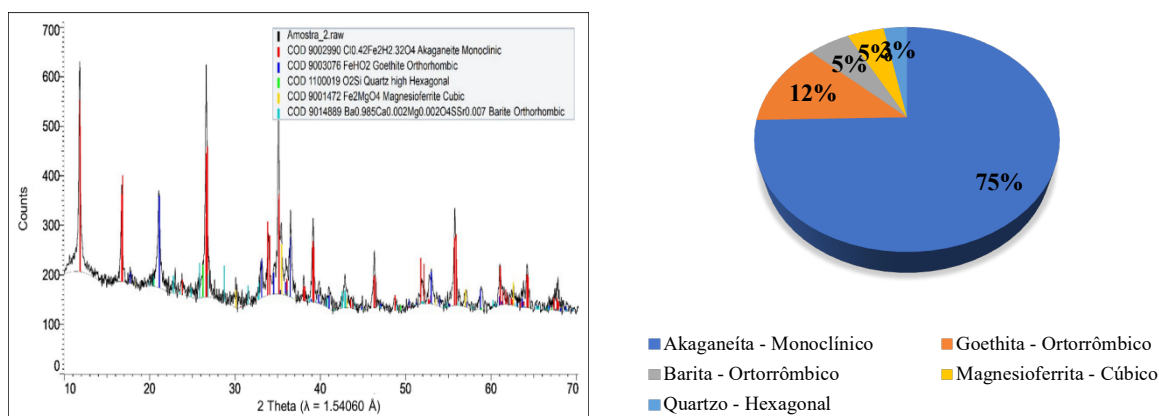 700
600
500
400
300
200
100
0
Counts
Amostra_2.raw
COD 9002990 Cl0.42Fe2H2.32O4 Akaganeite Monoclinic
COD 9003076 FeHO2 Goethite Orthorhombic
COD 1100019 O2Si Quartz high Hexagonal
COD 9001472 Fe2MgO4 Magnesioferrite Cubic
COD 9014889 Ba0.985Ca0.002Mg0.002O4SSr0.007 Barite Orthorhombic
10 20 30 40 50 60 70
2 Theta (λ = 1.54060 Å)
5% 5% 3%
12%
75%
Akaganeíta - Monoclínico
Goethita - Ortorrômbico
Barita - Ortorrômbico
Magnesioferrita - Cúbico
Quartzo - Hexagonal